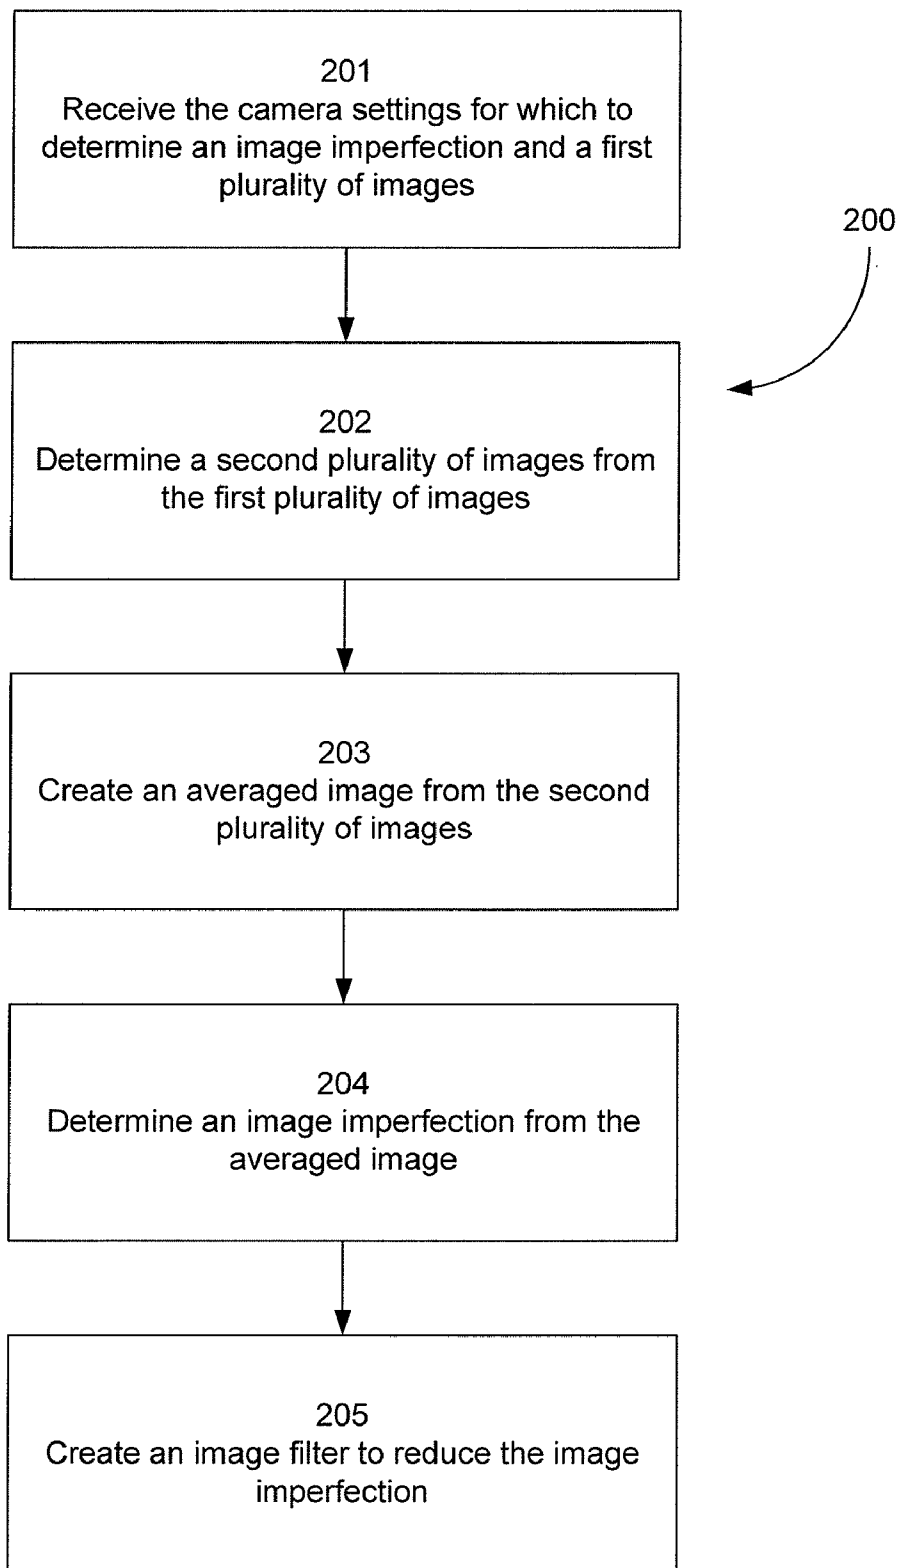 201
Receive the camera settings for which to
determine an image imperfection and a first
plurality of images
200
202
Determine a second plurality of images from
the first plurality of images
203
Create an averaged image from the second
plurality of images
204
Determine an image imperfection from the
averaged image
205
Create an image filter to reduce the image
imperfection